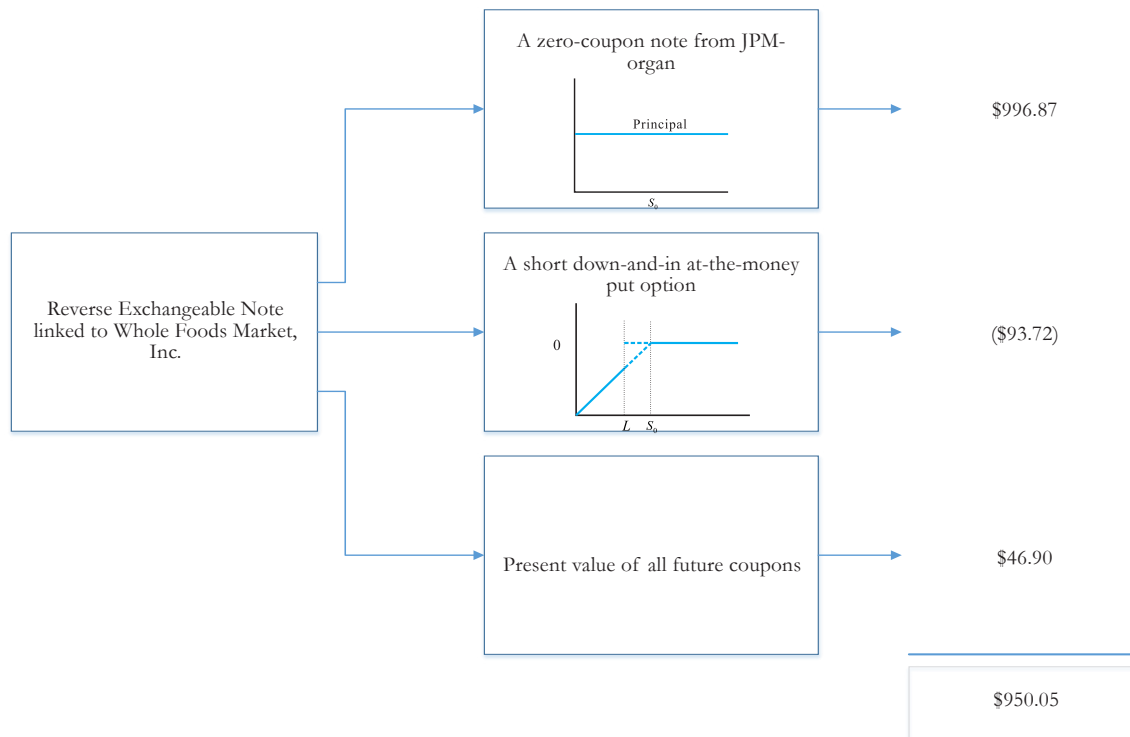 A zero-coupon note from JPM-
organ
Principal
S₀
$996.87
Reverse Exchangeable Note
linked to Whole Foods Market,
Inc.
A short down-and-in at-the-money
put option
0
L S₀
($93.72)
Present value of all future coupons
$46.90
$950.05